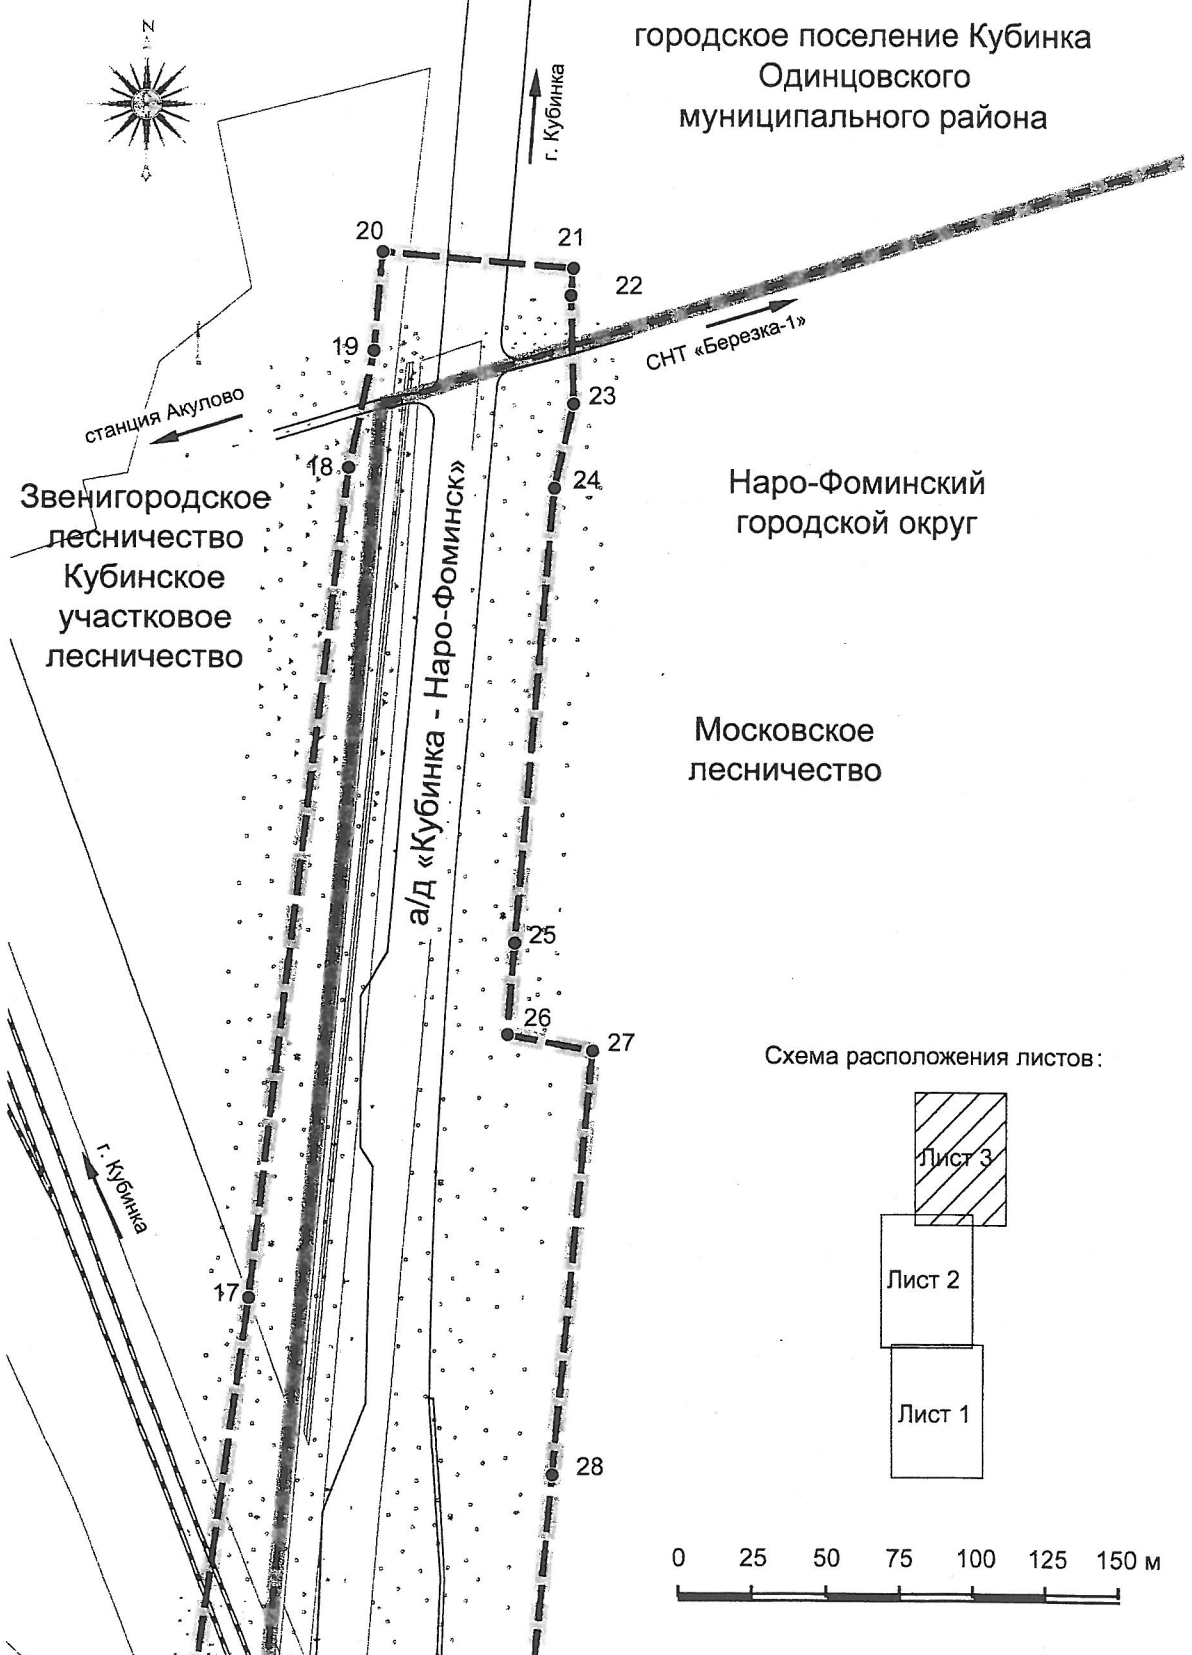 N
городское поселение Кубинка
Одинцовского
муниципального района
г. Кубинка
20
21
22
19
СНТ «Березка-1»
станция Акулово
23
18
24
Звенигородское
лесничество
Кубинское
участковое
лесничество
Наро-Фоминский
городской округ
а/д «Кубинка - Наро-Фоминск»
Московское
лесничество
25
26
27
Схема расположения листов:
Лист 3
г. Кубинка
17
Лист 2
Лист 1
28
0 25 50 75 100 125 150 м